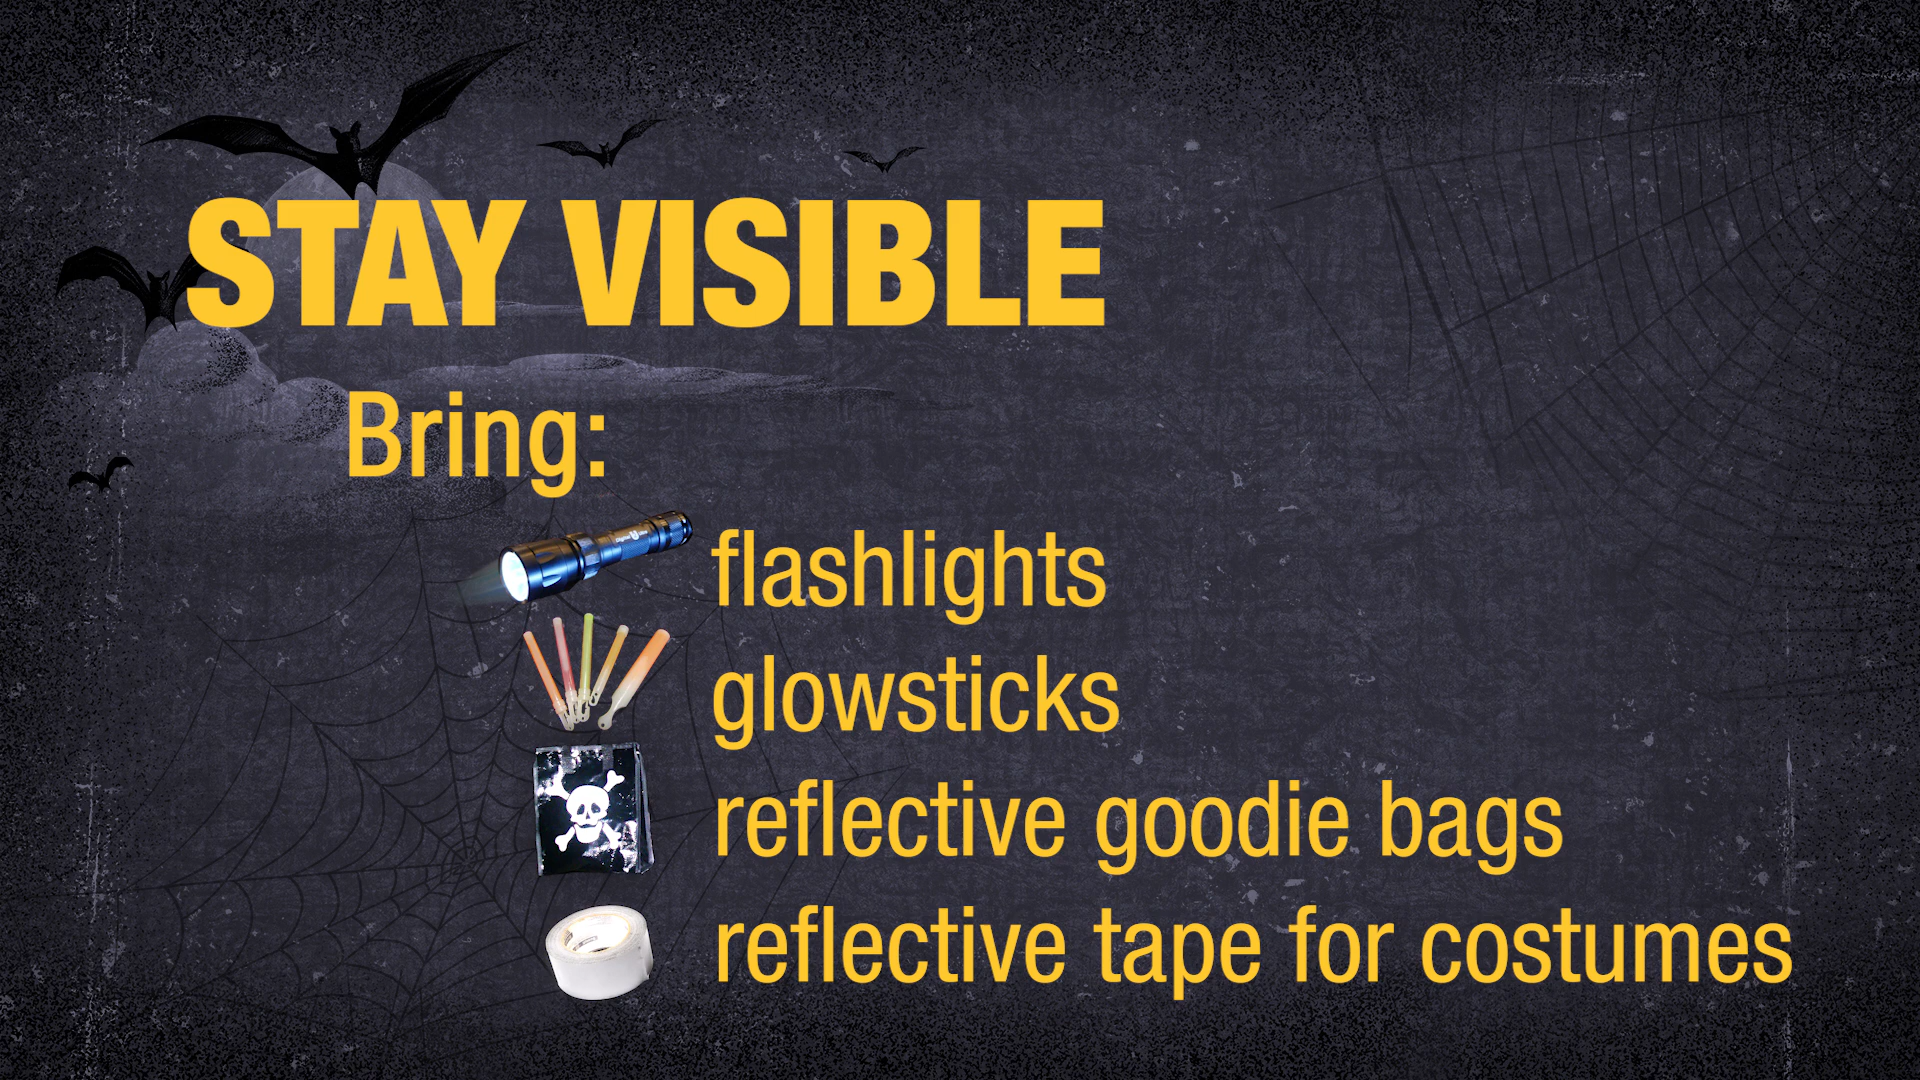 STAY VISIBLE
Bring:
flashlights
glowsticks
reflective goodie bags
reflective tape for costumes